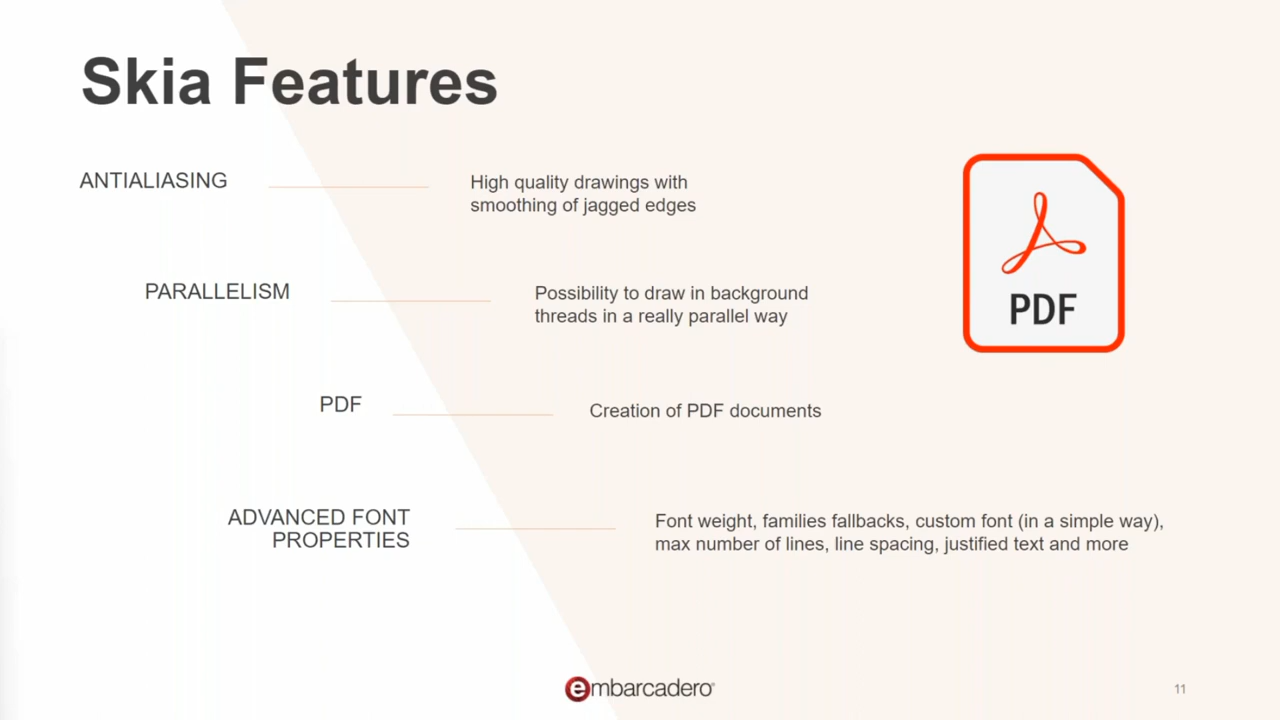 Skia Features
ANTIALIASING
High quality drawings with
smoothing of jagged edges
PARALLELISM
Possibility to draw in background
threads in a really parallel way
PDF
PDF
Creation of PDF documents
ADVANCED FONT
PROPERTIES
Font weight, families fallbacks, custom font (in a simple way),
max number of lines, line spacing, justified text and more
embarcadero®
11